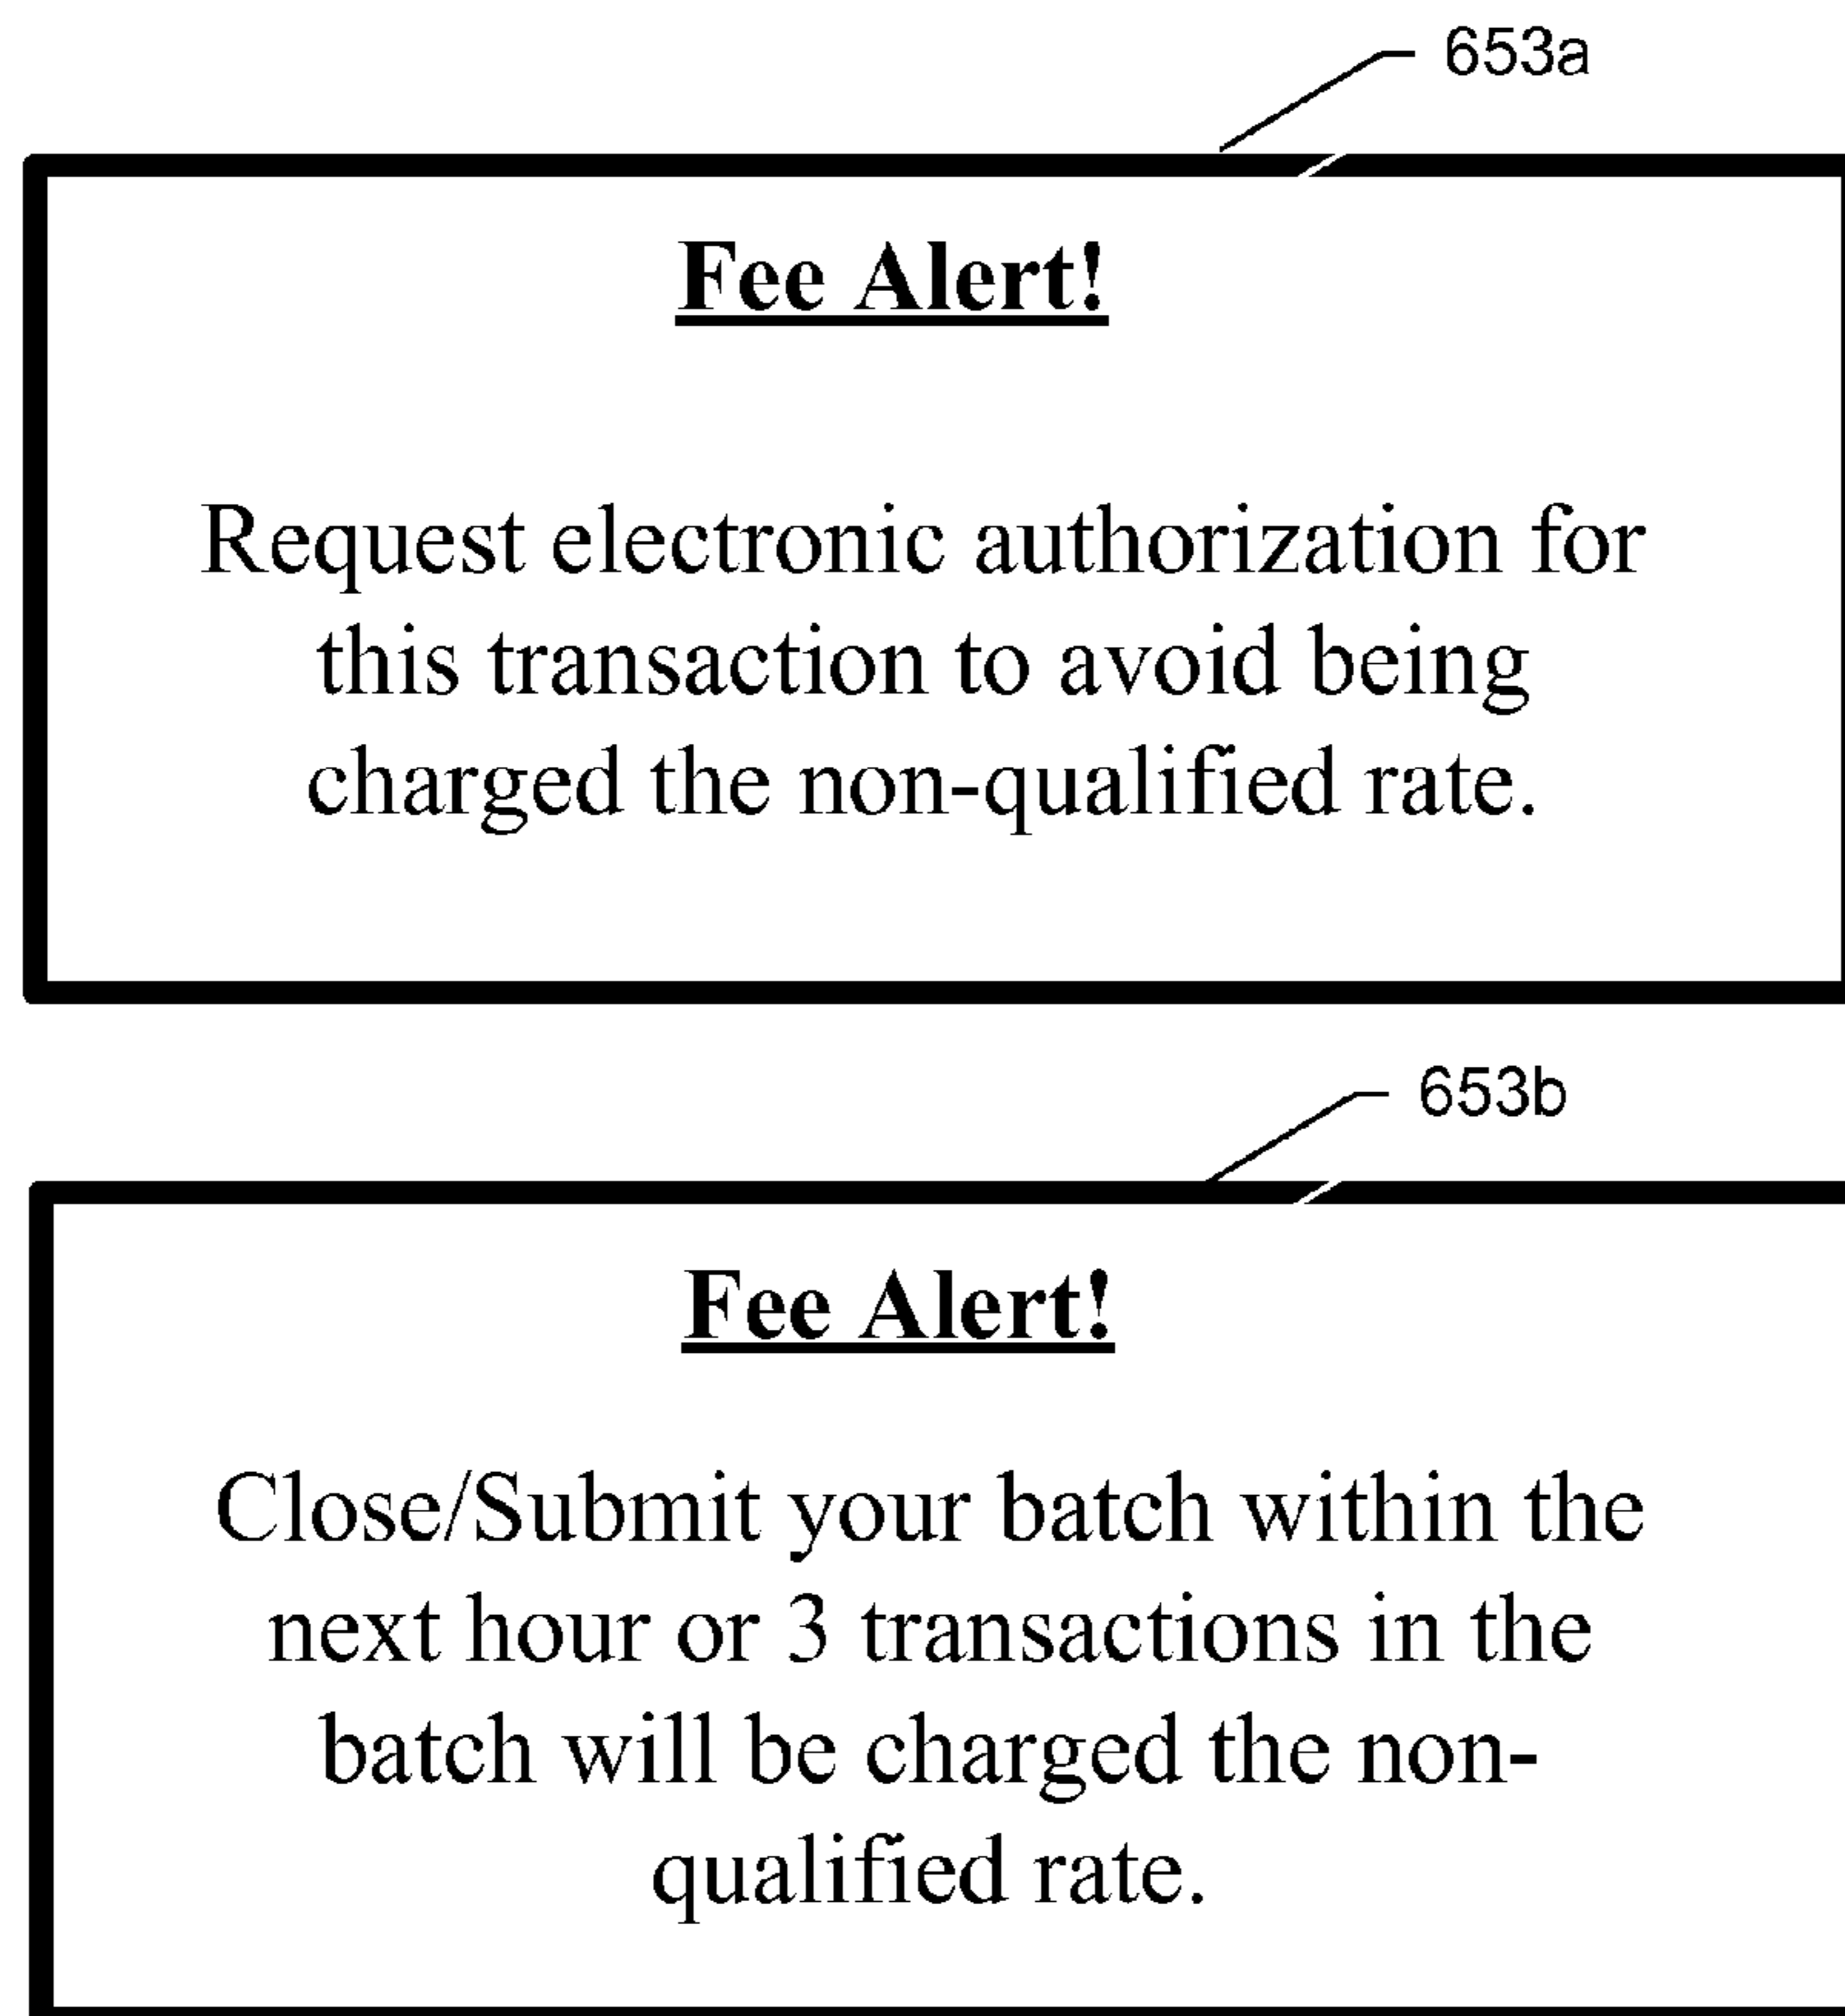 653a
Fee Alert!
Request electronic authorization for
this transaction to avoid being
charged the non-qualified rate.
653b
Fee Alert!
Close/Submit your batch within the
next hour or 3 transactions in the
batch will be charged the non-
qualified rate.